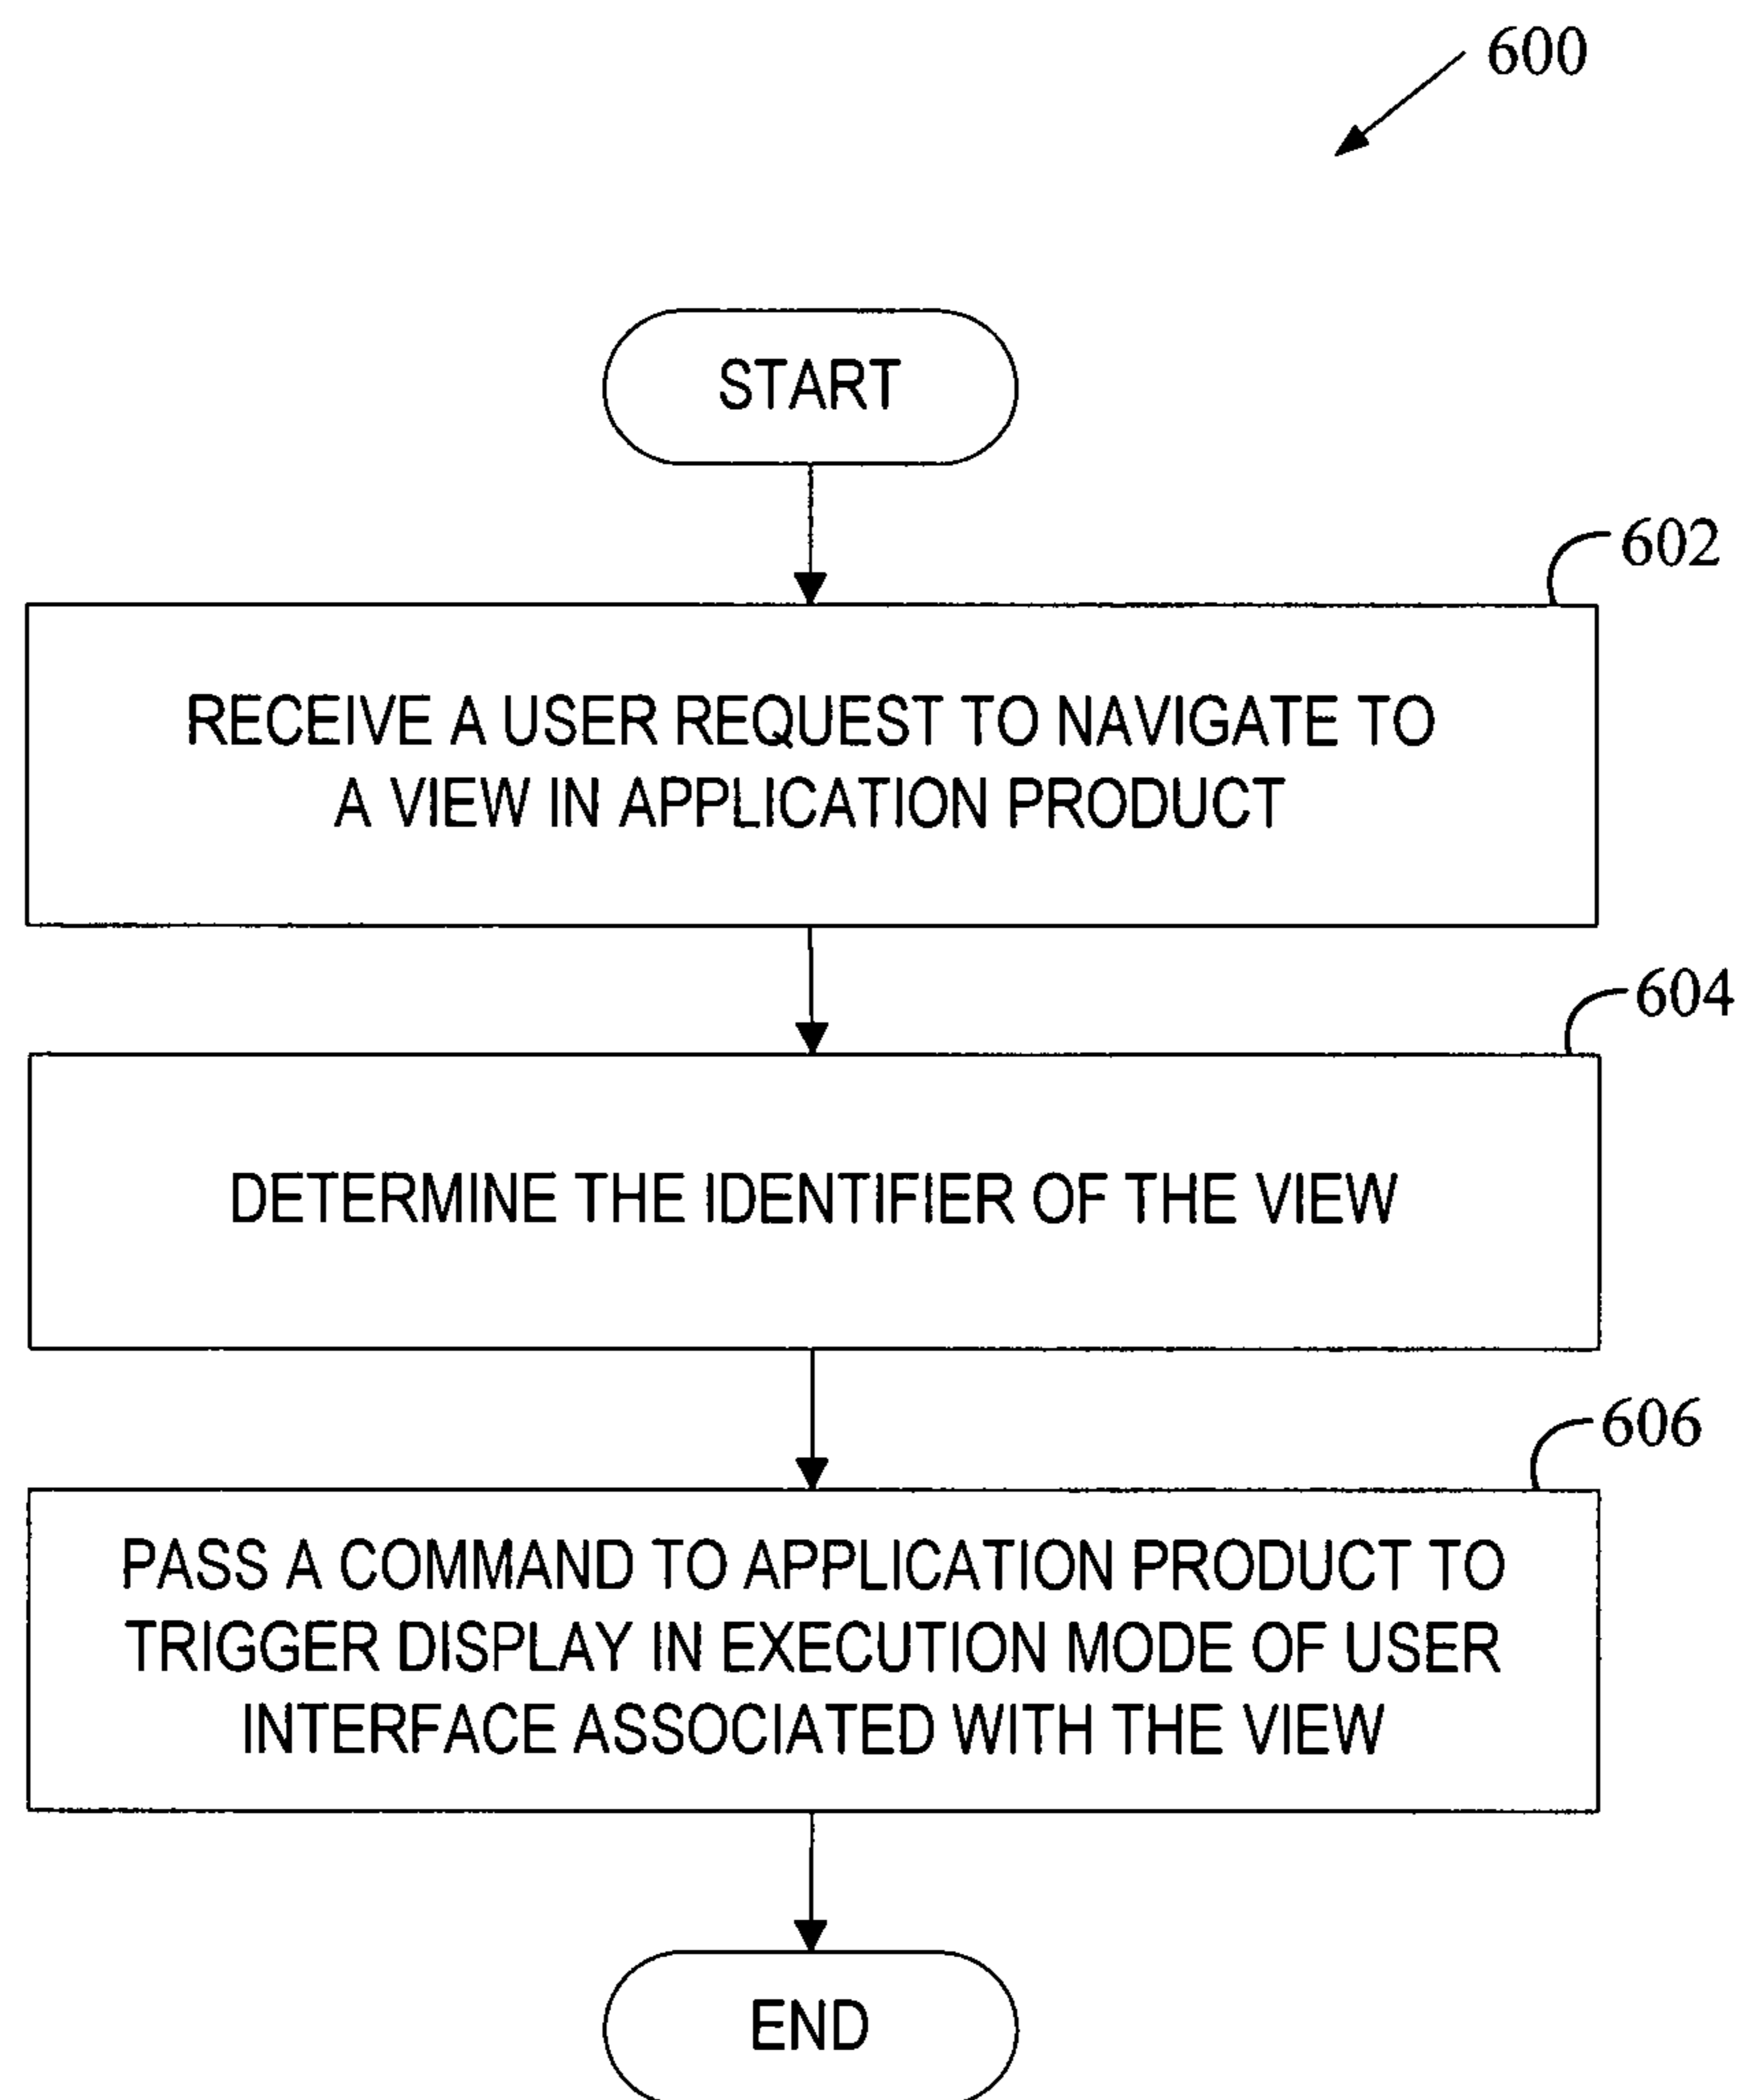 600
START
602
RECEIVE A USER REQUEST TO NAVIGATE TO
A VIEW IN APPLICATION PRODUCT
604
DETERMINE THE IDENTIFIER OF THE VIEW
606
PASS A COMMAND TO APPLICATION PRODUCT TO
TRIGGER DISPLAY IN EXECUTION MODE OF USER
INTERFACE ASSOCIATED WITH THE VIEW
END